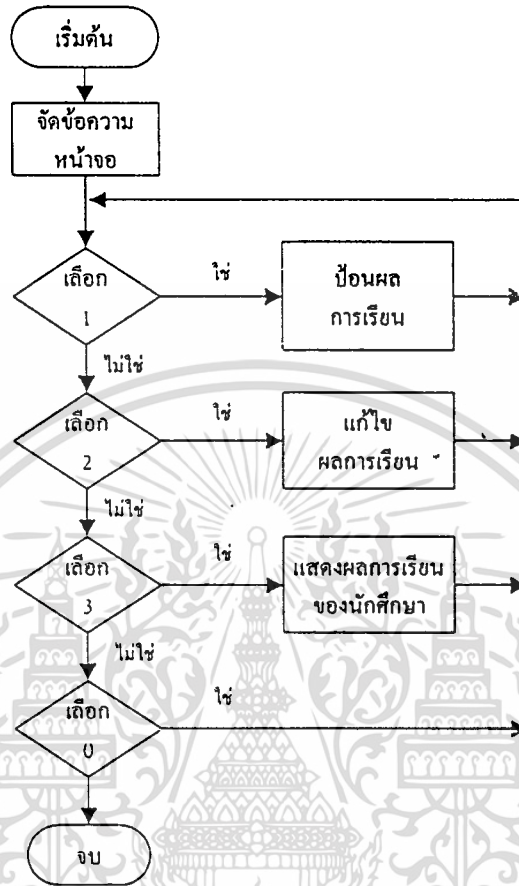 เริ่มต้น
จัดข้อความ
หน้าจอ
เลือก
1
ใช่
ป้อนผล
การเรียน
ไม่ใช่
เลือก
2
ใช่
แก้ไข
ผลการเรียน
ไม่ใช่
เลือก
3
ใช่
แสดงผลการเรียน
ของนักศึกษา
ไม่ใช่
เลือก
0
ใช่
จบ